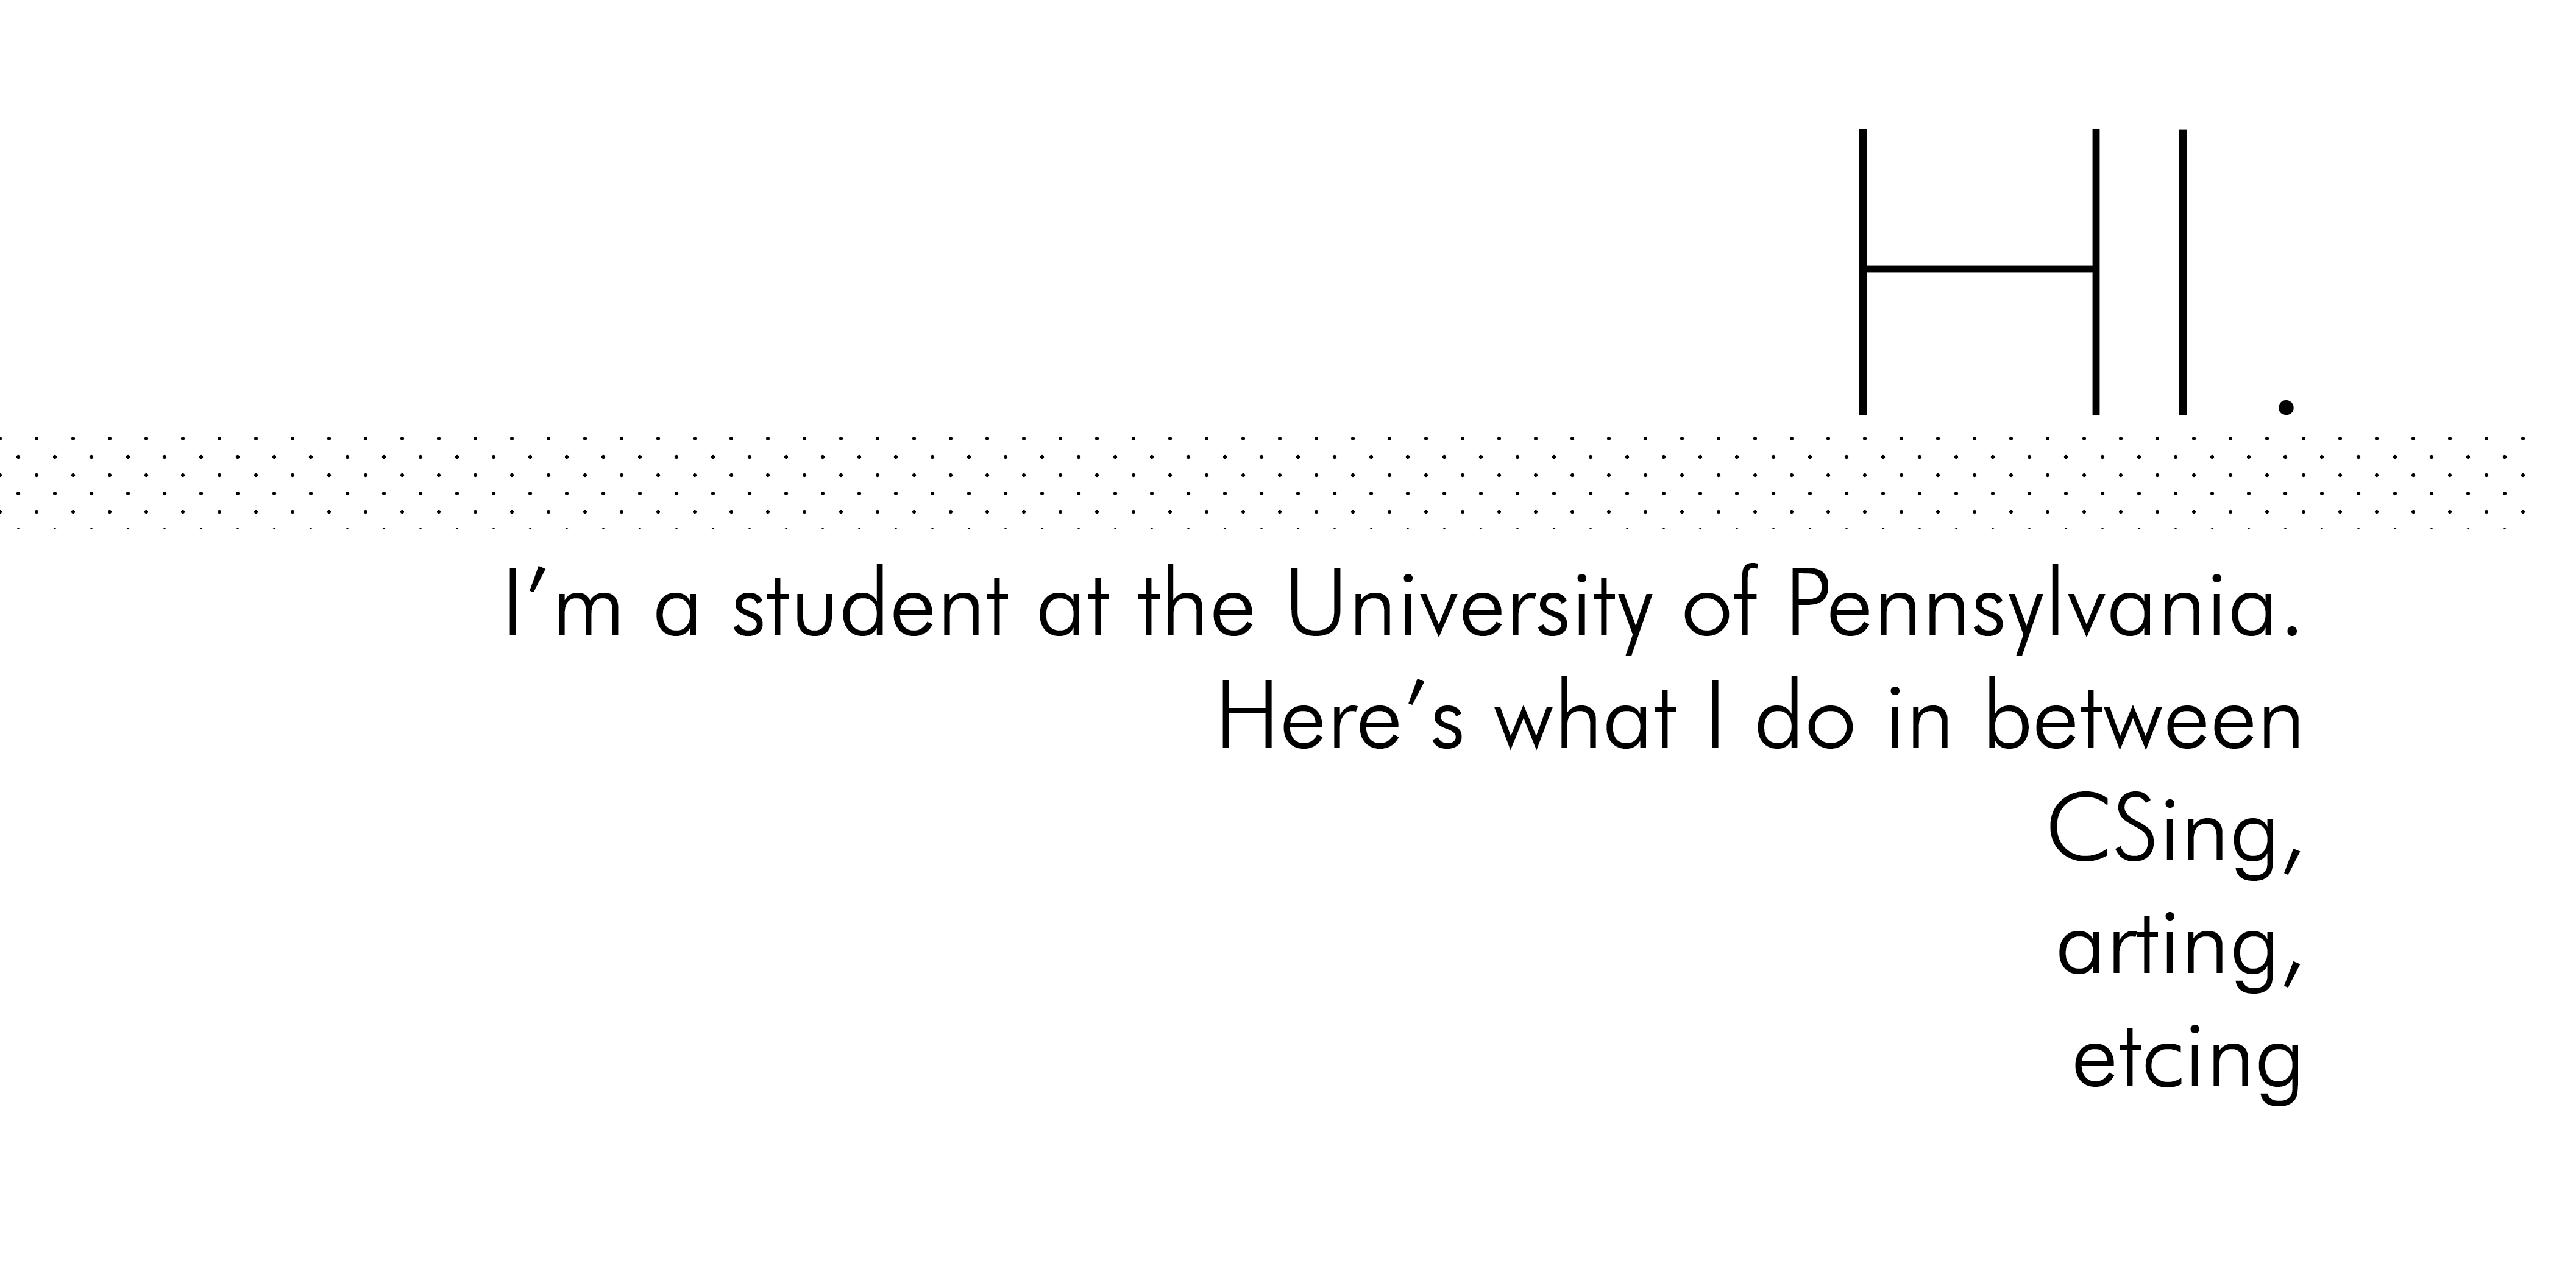 HI.
I’m a student at the University of Pennsylvania.
Here’s what I do in between
CSing,
arting,
etcing